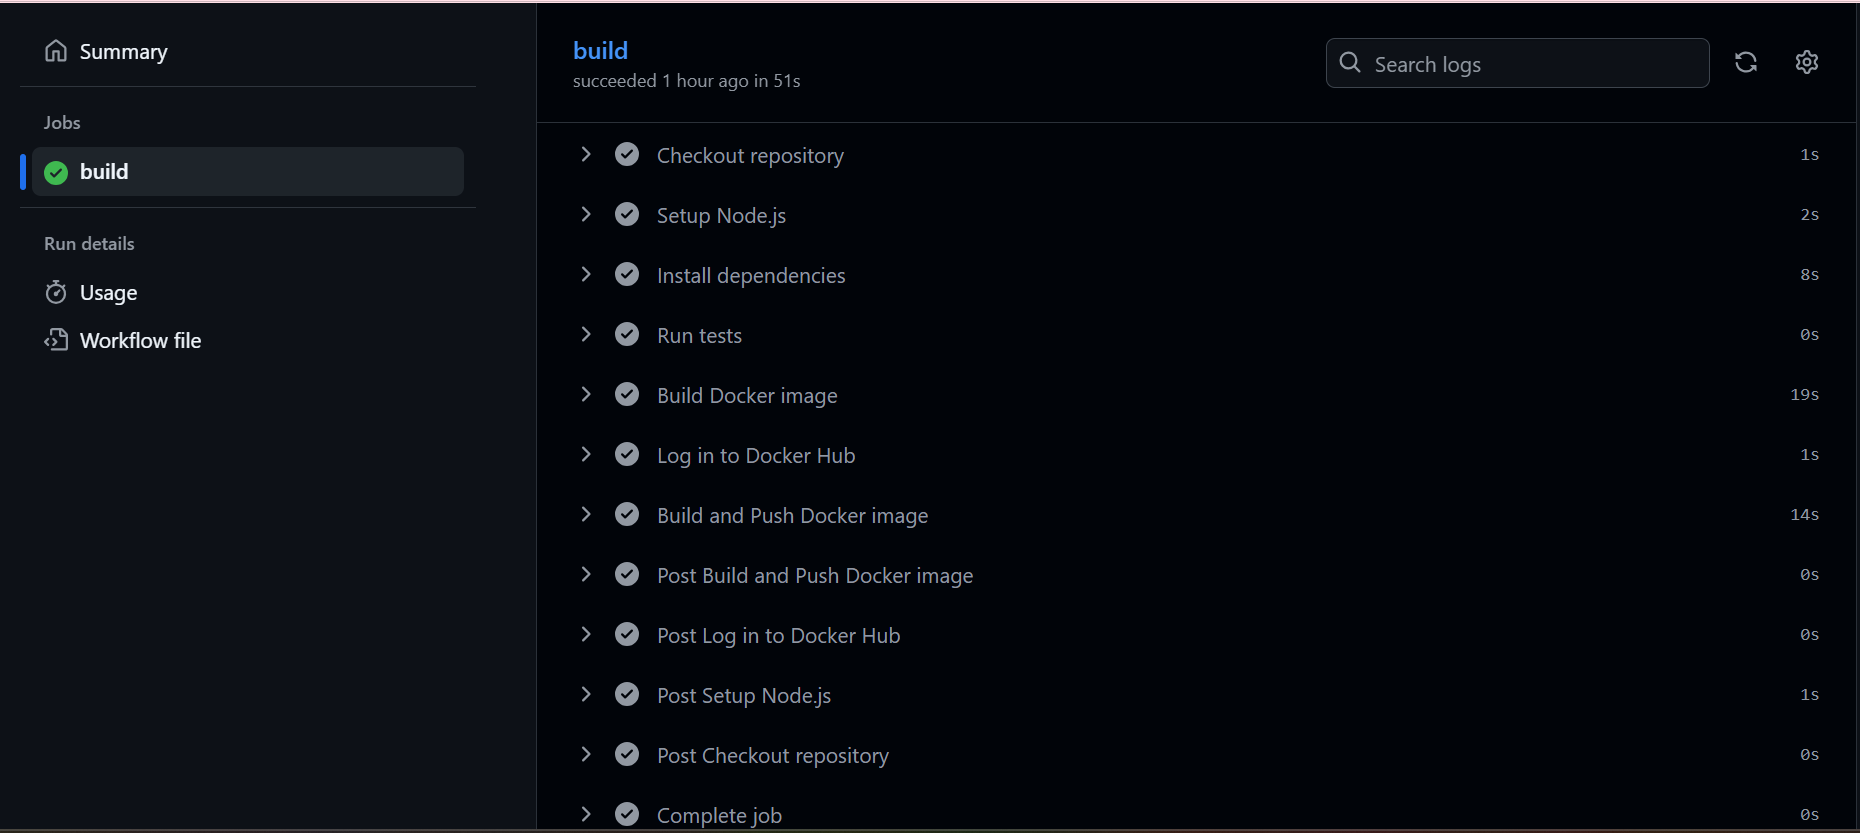 Summary
Jobs
build
Run details
Usage
Workflow file
build
succeeded 1 hour ago in 51s
Search logs
Checkout repository 1s
Setup Node.js 2s
Install dependencies 8s
Run tests 0s
Build Docker image 19s
Log in to Docker Hub 1s
Build and Push Docker image 14s
Post Build and Push Docker image 0s
Post Log in to Docker Hub 0s
Post Setup Node.js 1s
Post Checkout repository 0s
Complete job 0s